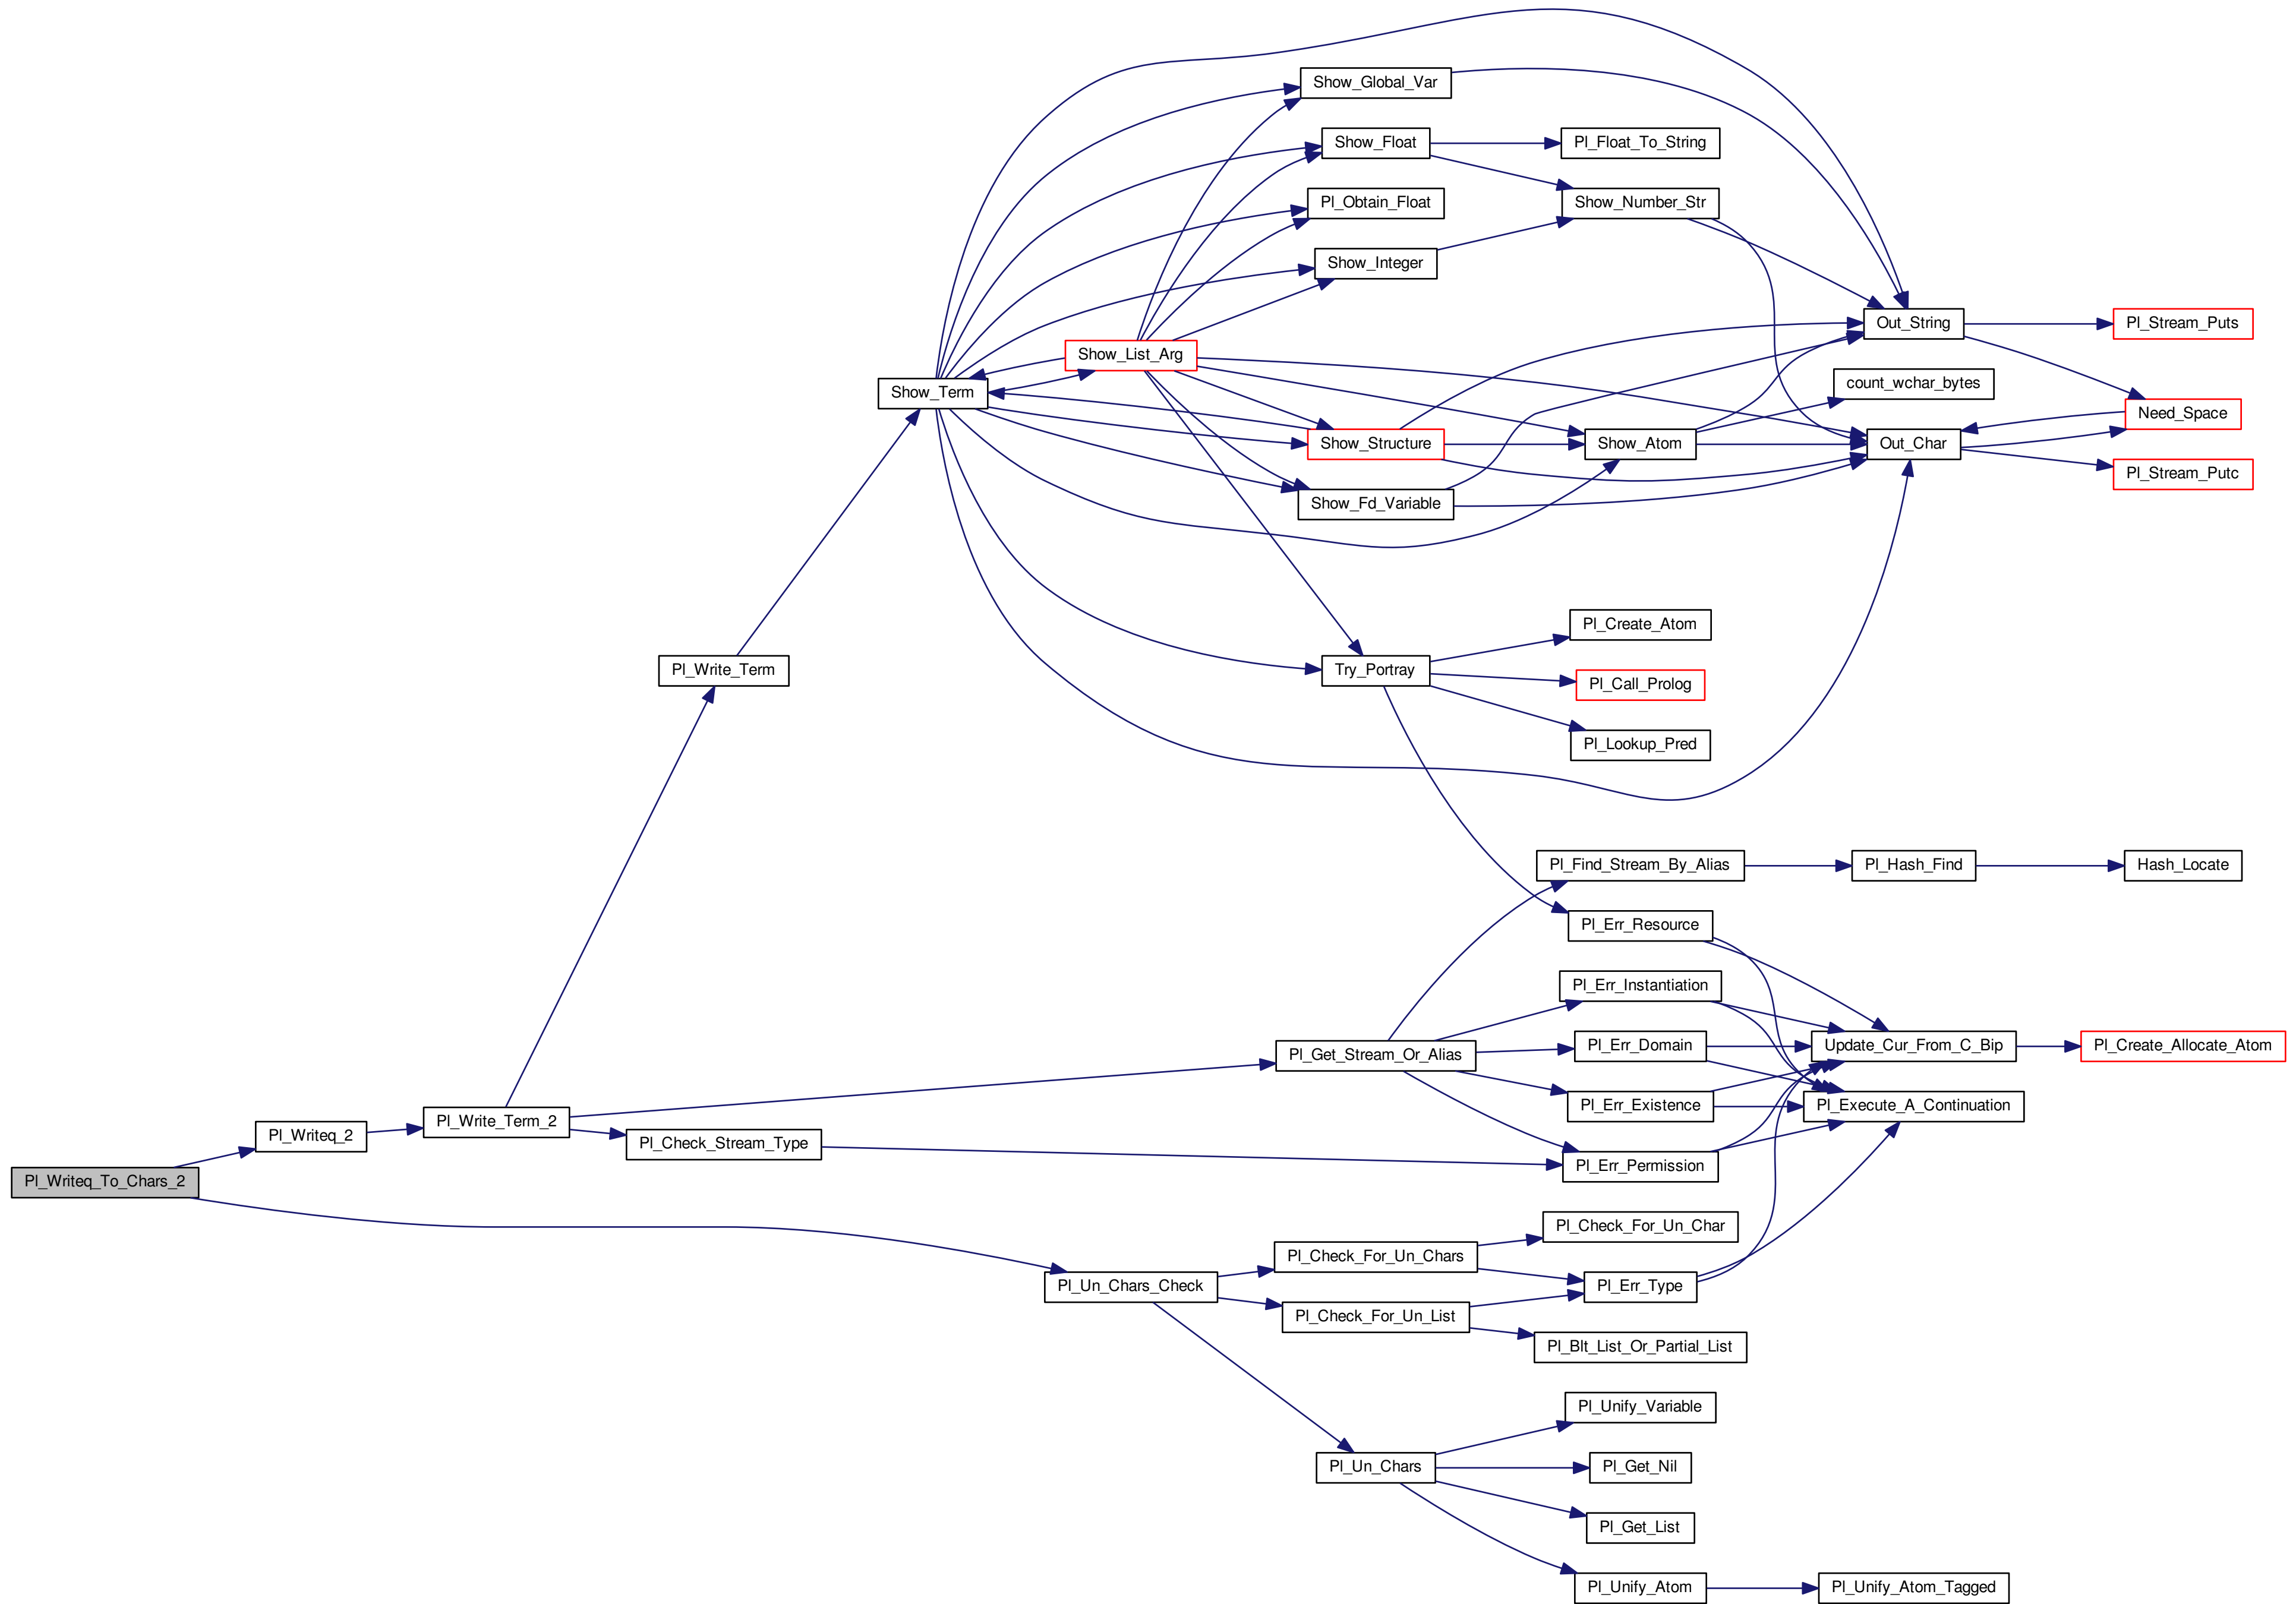 Show_Global_Var
Show_Float
Pl_Float_To_String
Pl_Obtain_Float
Show_Number_Str
Show_Integer
Out_String
Pl_Stream_Puts
Show_List_Arg
count_wchar_bytes
Show_Term
Need_Space
Show_Structure
Show_Atom
Out_Char
Pl_Stream_Putc
Show_Fd_Variable
Pl_Create_Atom
Pl_Write_Term
Try_Portray
Pl_Call_Prolog
Pl_Lookup_Pred
Pl_Find_Stream_By_Alias
Pl_Hash_Find
Hash_Locate
Pl_Err_Resource
Pl_Err_Instantiation
Pl_Get_Stream_Or_Alias
Pl_Err_Domain
Update_Cur_From_C_Bip
Pl_Create_Allocate_Atom
Pl_Err_Existence
Pl_Execute_A_Continuation
Pl_Write_Term_2
Pl_Writeq_2
Pl_Check_Stream_Type
Pl_Err_Permission
Pl_Writeq_To_Chars_2
Pl_Check_For_Un_Char
Pl_Check_For_Un_Chars
Pl_Un_Chars_Check
Pl_Err_Type
Pl_Check_For_Un_List
Pl_Blt_List_Or_Partial_List
Pl_Unify_Variable
Pl_Un_Chars
Pl_Get_Nil
Pl_Get_List
Pl_Unify_Atom
Pl_Unify_Atom_Tagged